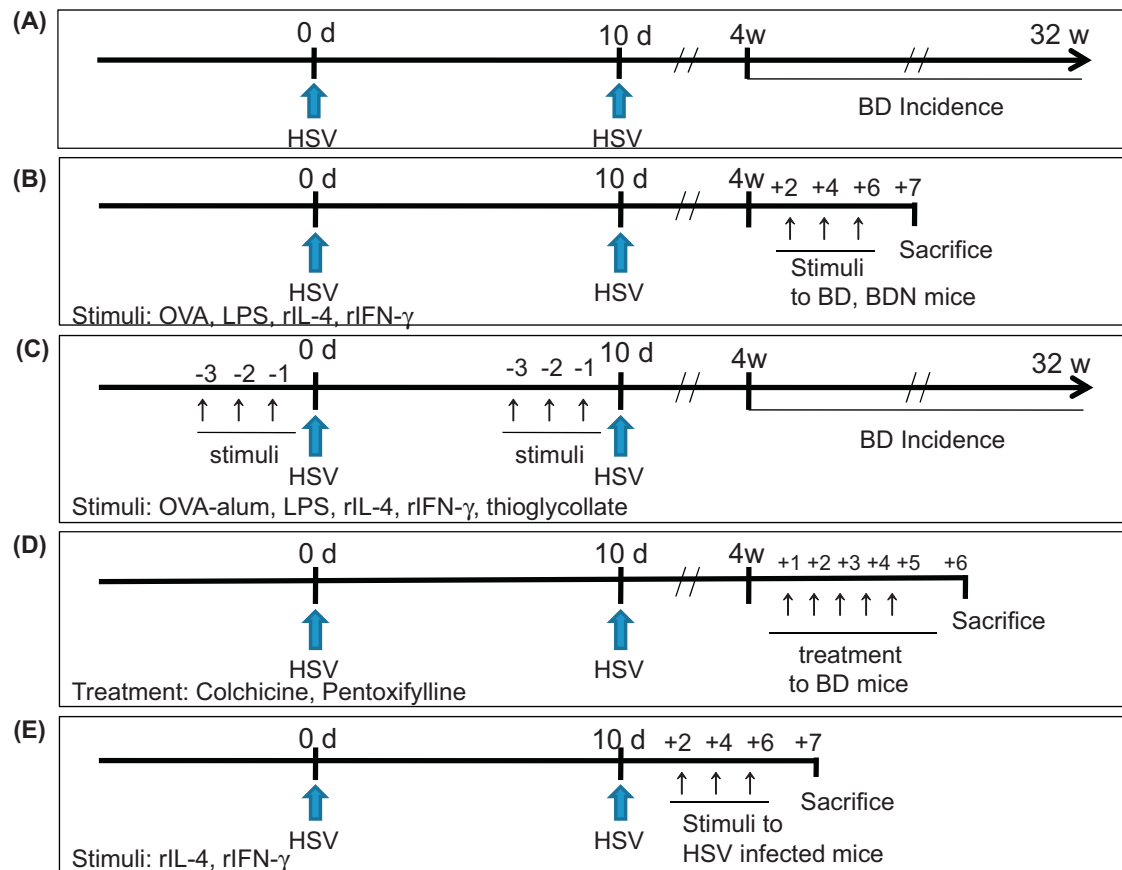 (A)
0 d 10 d 4w 32 w
HSV HSV
BD Incidence
(B)
0 d 10 d 4w +2 +4 +6 +7
HSV HSV
Stimuli Sacrifice
to BD, BDN mice
Stimuli: OVA, LPS, rIL-4, rIFN-γ
(C)
0 d 10 d 4w 32 w
-3 -2 -1 -3 -2 -1
stimuli HSV stimuli HSV
BD Incidence
Stimuli: OVA-alum, LPS, rIL-4, rIFN-γ, thioglycollate
(D)
0 d 10 d 4w +1 +2 +3 +4 +5 +6
HSV HSV
Sacrifice
treatment
to BD mice
Treatment: Colchicine, Pentoxifylline
(E)
0 d 10 d +2 +4 +6 +7
HSV HSV
Sacrifice
Stimuli to
HSV infected mice
Stimuli: rIL-4, rIFN-γ